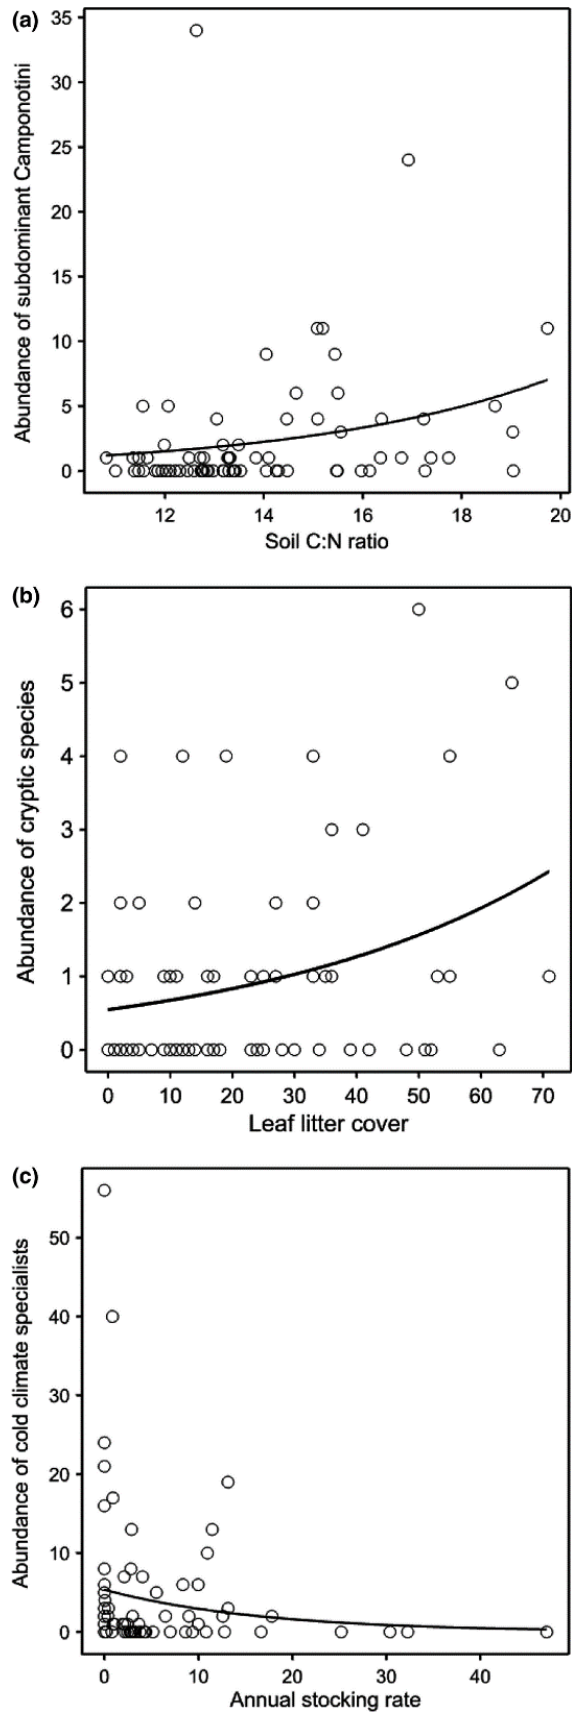 (a)
Abundance of subdominant Camponotini
35
30
25
20
15
10
5
0
12 14 16 18 20
Soil C:N ratio
(b)
Abundance of cryptic species
6
5
4
3
2
1
0
0 10 20 30 40 50 60 70
Leaf litter cover
(c)
Abundance of cold climate specialists
50
40
30
20
10
0
0 10 20 30 40
Annual stocking rate